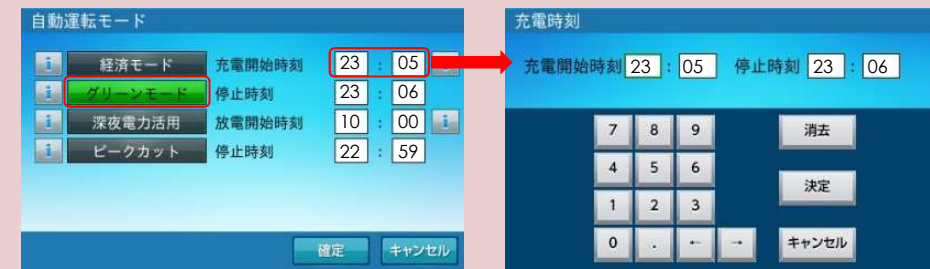 自動運転モード
i 経済モード 充電開始時刻 23 : 05
i グリーンモード 停止時刻 23 : 06
i 深夜電力活用 放電開始時刻 10 : 00 i
i ピークカット 停止時刻 22 : 59
確定 キャンセル
充電時刻
充電開始時刻 23 : 05 停止時刻 23 : 06
7 8 9 消去
4 5 6
決定
1 2 3
0 . ← → キャンセル